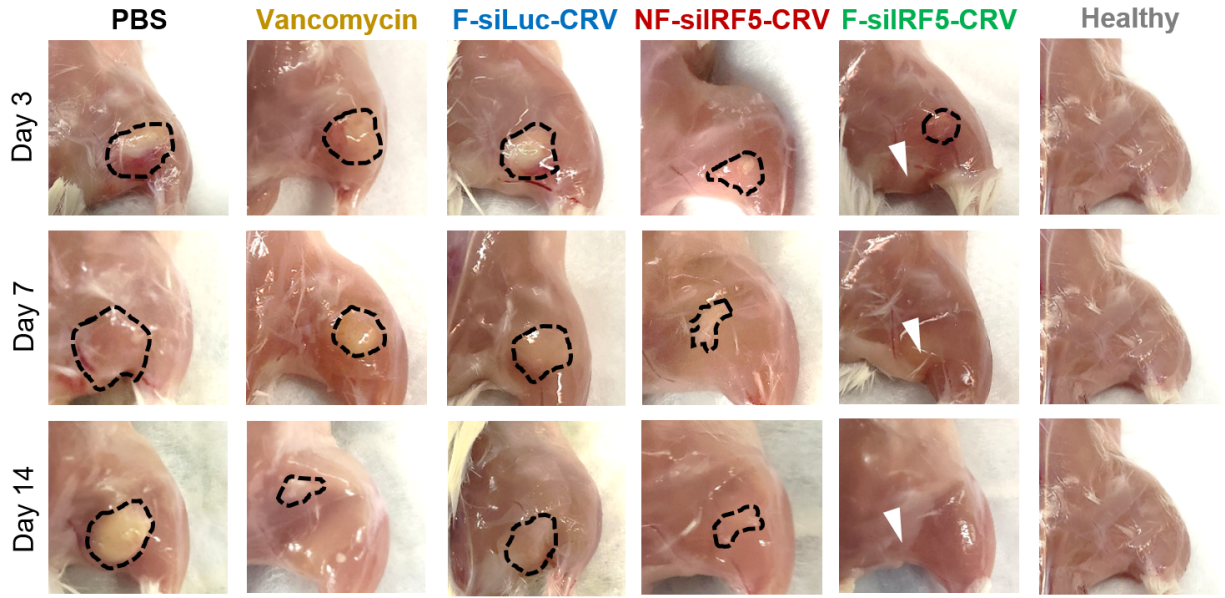 PBS Vancomycin F-siLuc-CRV NF-siIRF5-CRV F-siIRF5-CRV Healthy
Day 3
Day 7
Day 14